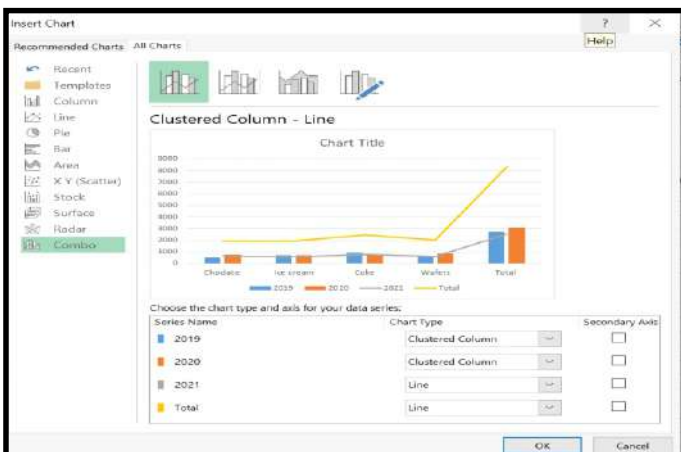 Insert Chart
? ×
Help
Recommended Charts All Charts
Recent
Templates
Column
Line
Pie
Bar
Area
X Y (Scatter)
Stock
Surface
Radar
Combo
Clustered Column - Line
Chart Title
9000
8000
7000
6000
5000
4000
3000
2000
1000
0
Choclate Ice cream Coke Wafers Total
2019 2020 2021 Total
Choose the chart type and axis for your data series:
Series Name Chart Type Secondary Axis
2019 Clustered Column
2020 Clustered Column
2021 Line
Total Line
OK Cancel